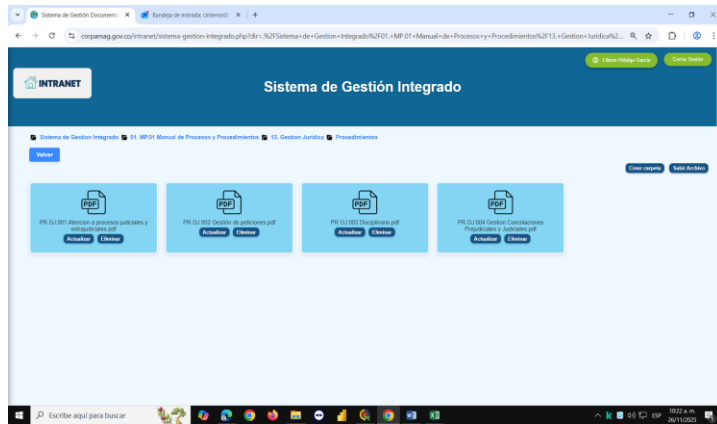 Sistema de Gestión Document
Bandeja de entrada: cinterno@
corpamag.gov.co/intranet/sistema-gestion-integrado.php?dir=.%2FSistema+de+Gestion+Integrado%2F01.+MP.01+Manual+de+Procesos+y+Procedimientos%2F13.+Gestion+Juridica%2...
Liliana Hidalgo García
Cerrar Sesión
INTRANET
Sistema de Gestión Integrado
Sistema de Gestion Integrado 01. MP.01 Manual de Procesos y Procedimientos 13. Gestion Juridica Procedimientos
Volver
Crear carpeta Subir Archivo
PDF PDF PDF PDF
PR.GJ.001 Atencion a procesos judiciales y
extrajudiciales.pdf
Actualizar Eliminar
PR.GJ.002 Gestión de peticiones.pdf
Actualizar Eliminar
PR.GJ.003 Disciplinario.pdf
Actualizar Eliminar
PR.GJ.004 Gestion Conciliaciones
Prejudiciales y Judiciales.pdf
Actualizar Eliminar
Escribe aquí para buscar
ESP
10:22 a. m.
26/11/2025